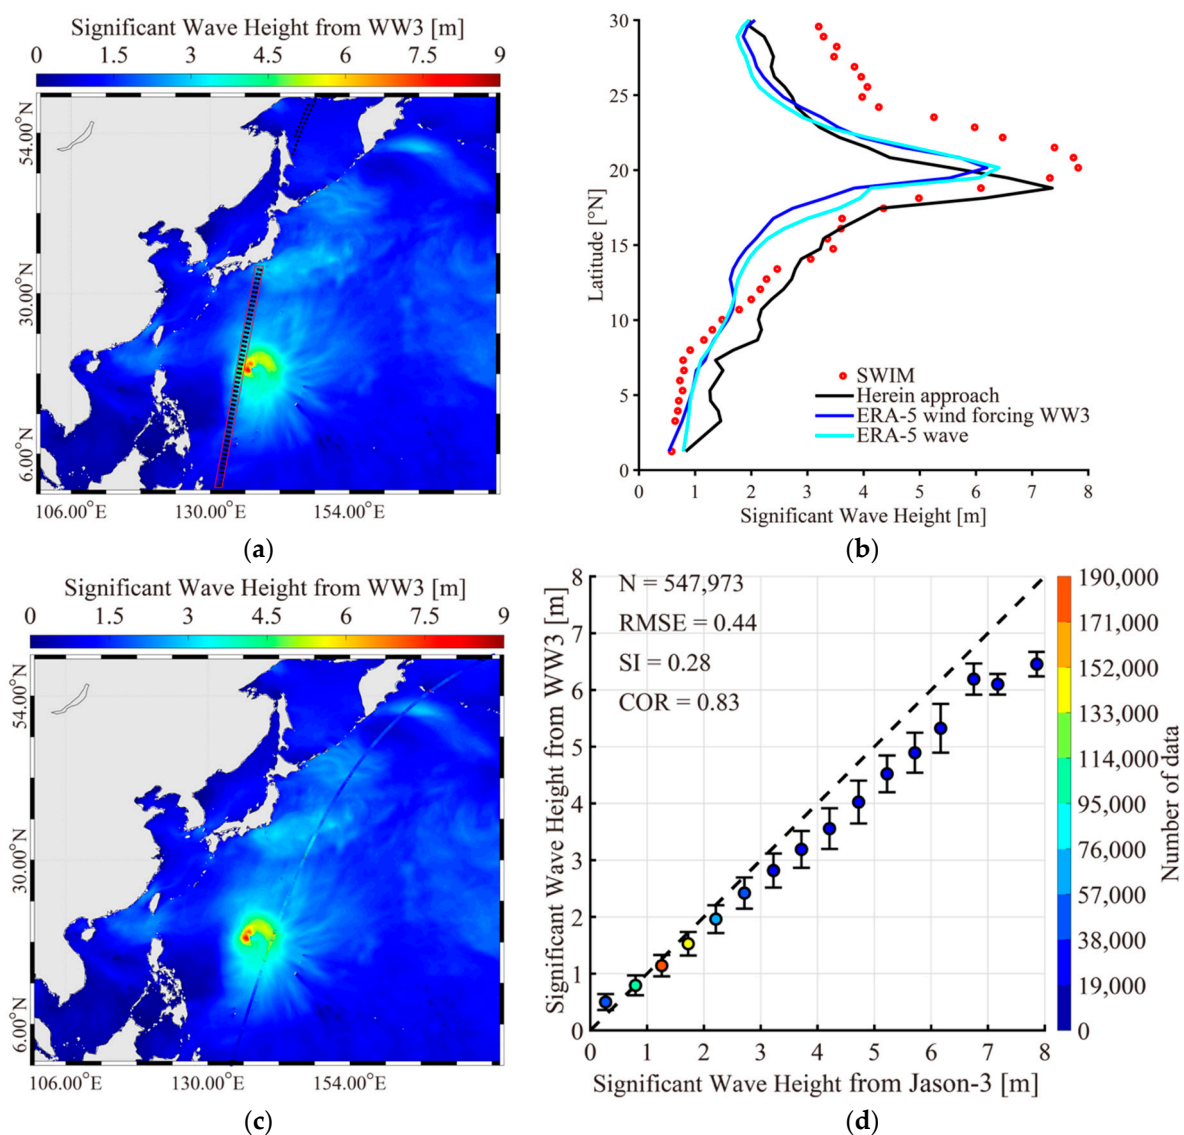 Significant Wave Height from WW3 [m]
0 1.5 3 4.5 6 7.5 9
54.00°N
30.00°N
6.00°N
106.00°E 130.00°E 154.00°E
(a)
30
25
20
15
10
5
0
Latitude [°N]
SWIM
Herein approach
ERA-5 wind forcing WW3
ERA-5 wave
0 1 2 3 4 5 6 7 8
Significant Wave Height [m]
(b)
Significant Wave Height from WW3 [m]
0 1.5 3 4.5 6 7.5 9
54.00°N
30.00°N
6.00°N
106.00°E 130.00°E 154.00°E
(c)
Significant Wave Height from WW3 [m]
8
7
6
5
4
3
2
1
0
N = 547,973
RMSE = 0.44
SI = 0.28
COR = 0.83
0 1 2 3 4 5 6 7 8
Significant Wave Height from Jason-3 [m]
190,000
171,000
152,000
133,000
114,000
95,000
76,000
57,000
38,000
19,000
0
Number of data
(d)